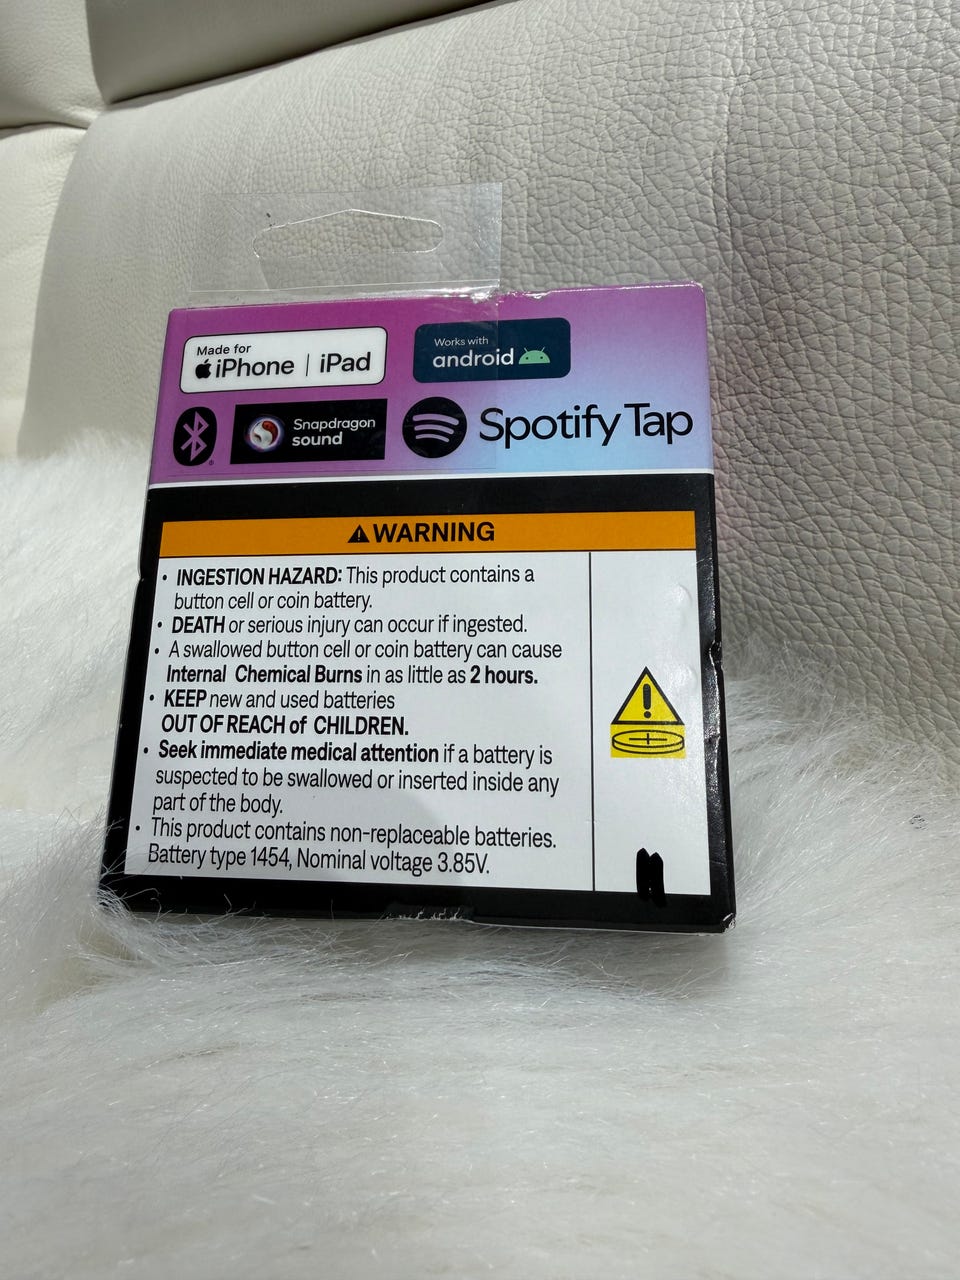 Made for
iPhone | iPad
Works with
android
Snapdragon
sound
Spotify Tap
WARNING
• INGESTION HAZARD: This product contains a
button cell or coin battery.
• DEATH or serious injury can occur if ingested.
• A swallowed button cell or coin battery can cause
Internal Chemical Burns in as little as 2 hours.
• KEEP new and used batteries
OUT OF REACH of CHILDREN.
• Seek immediate medical attention if a battery is
suspected to be swallowed or inserted inside any
part of the body.
• This product contains non-replaceable batteries.
Battery type 1454, Nominal voltage 3.85V.